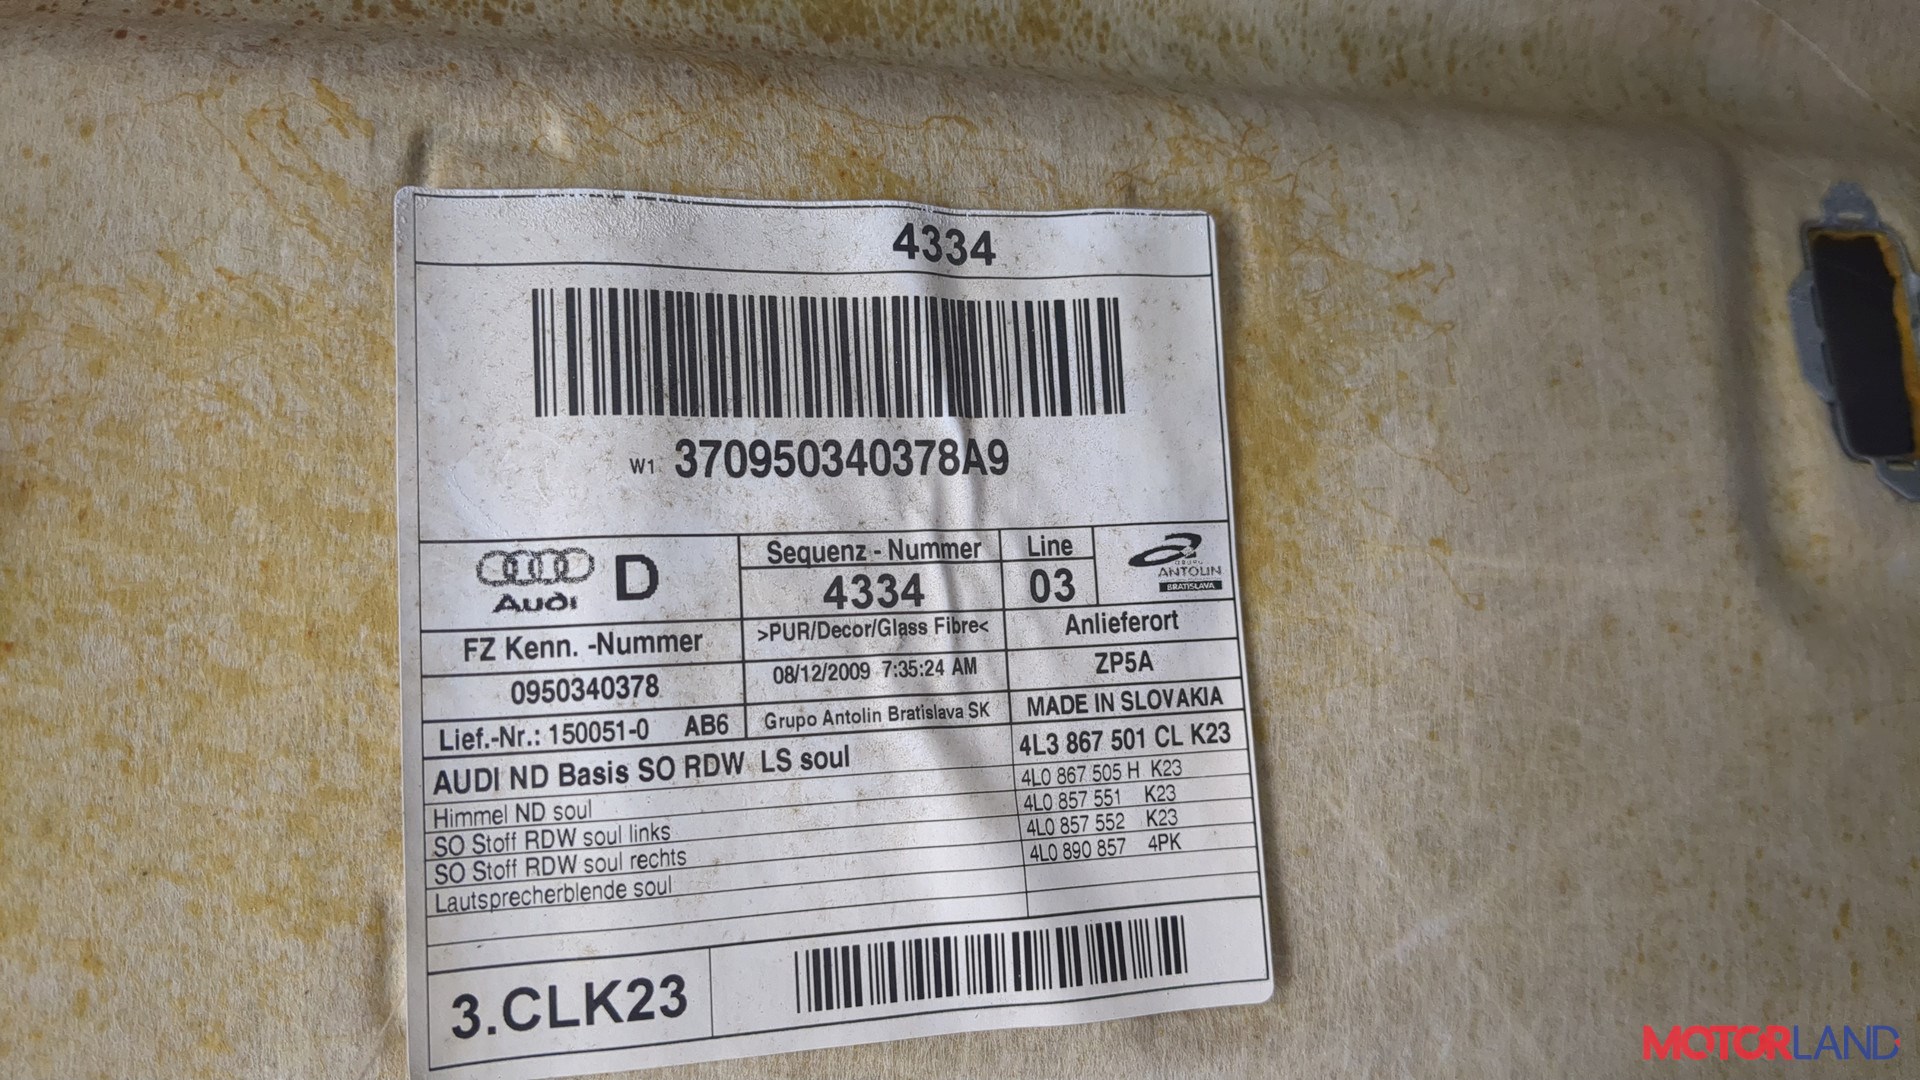 4334
W1 370950340378A9
Audi D
Sequenz - Nummer
4334
Line
03
GRUPO ANTOLIN
BRATISLAVA
FZ Kenn. -Nummer
0950340378
>PUR/Decor/Glass Fibre<
08/12/2009 7:35:24 AM
Anlieferort
ZP5A
Lief.-Nr.: 150051-0 AB6
Grupo Antolin Bratislava SK
MADE IN SLOVAKIA
AUDI ND Basis SO RDW LS soul
4L3 867 501 CL K23
Himmel ND soul
4L0 867 505 H K23
SO Stoff RDW soul links
4L0 857 551 K23
SO Stoff RDW soul rechts
4L0 857 552 K23
Lautsprecherblende soul
4L0 890 857 4PK
3.CLK23
MOTORLAND